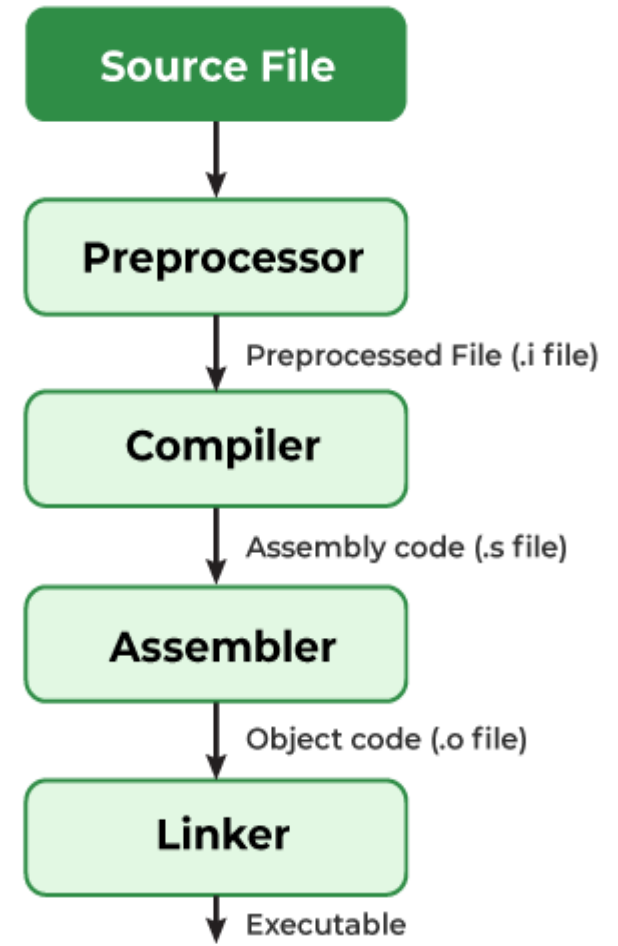 Source File
Preprocessor
Preprocessed File (.i file)
Compiler
Assembly code (.s file)
Assembler
Object code (.o file)
Linker
Executable